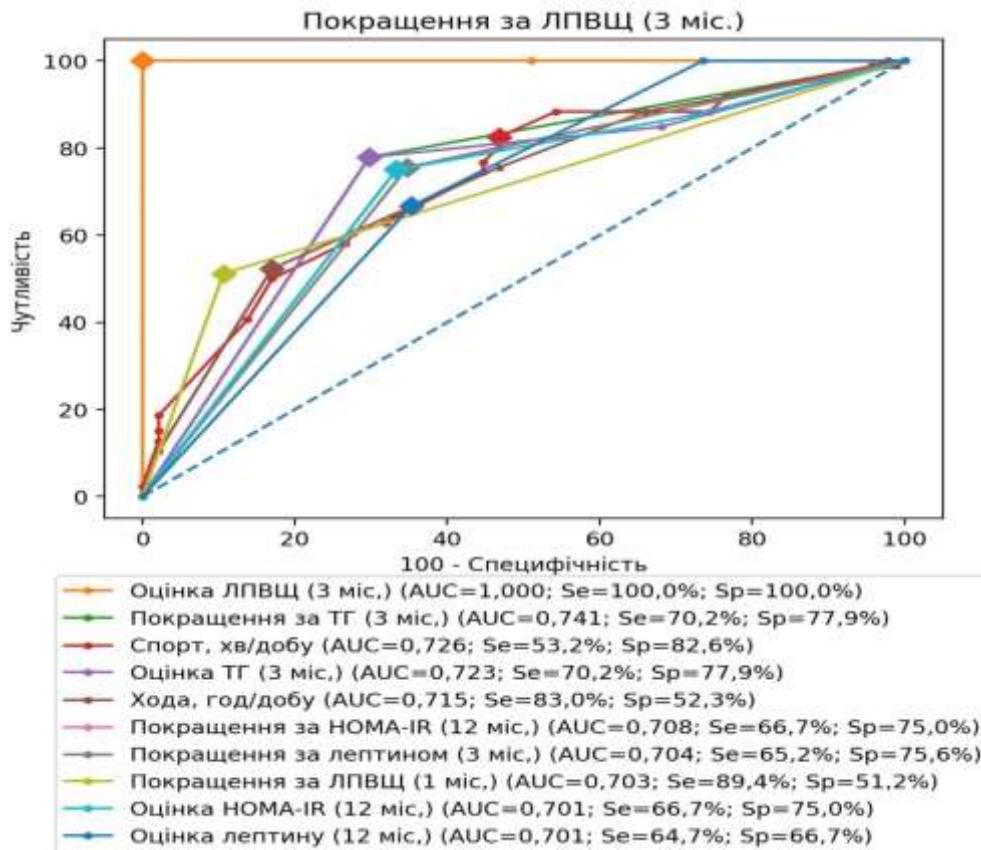 Покращення за ЛПВЩ (3 міс.)
100
80
60
40
20
0
Чутливість
0 20 40 60 80 100
100 - Специфічність
Оцінка ЛПВЩ (3 міс,) (AUC=1,000; Se=100,0%; Sp=100,0%)
Покращення за ТГ (3 міс,) (AUC=0,741; Se=70,2%; Sp=77,9%)
Спорт, хв/добу (AUC=0,726; Se=53,2%; Sp=82,6%)
Оцінка ТГ (3 міс,) (AUC=0,723; Se=70,2%; Sp=77,9%)
Хода, год/добу (AUC=0,715; Se=83,0%; Sp=52,3%)
Покращення за HOMA-IR (12 міс,) (AUC=0,708; Se=66,7%; Sp=75,0%)
Покращення за лептином (3 міс,) (AUC=0,704; Se=65,2%; Sp=75,6%)
Покращення за ЛПВЩ (1 міс,) (AUC=0,703; Se=89,4%; Sp=51,2%)
Оцінка HOMA-IR (12 міс,) (AUC=0,701; Se=66,7%; Sp=75,0%)
Оцінка лептину (12 міс,) (AUC=0,701; Se=64,7%; Sp=66,7%)